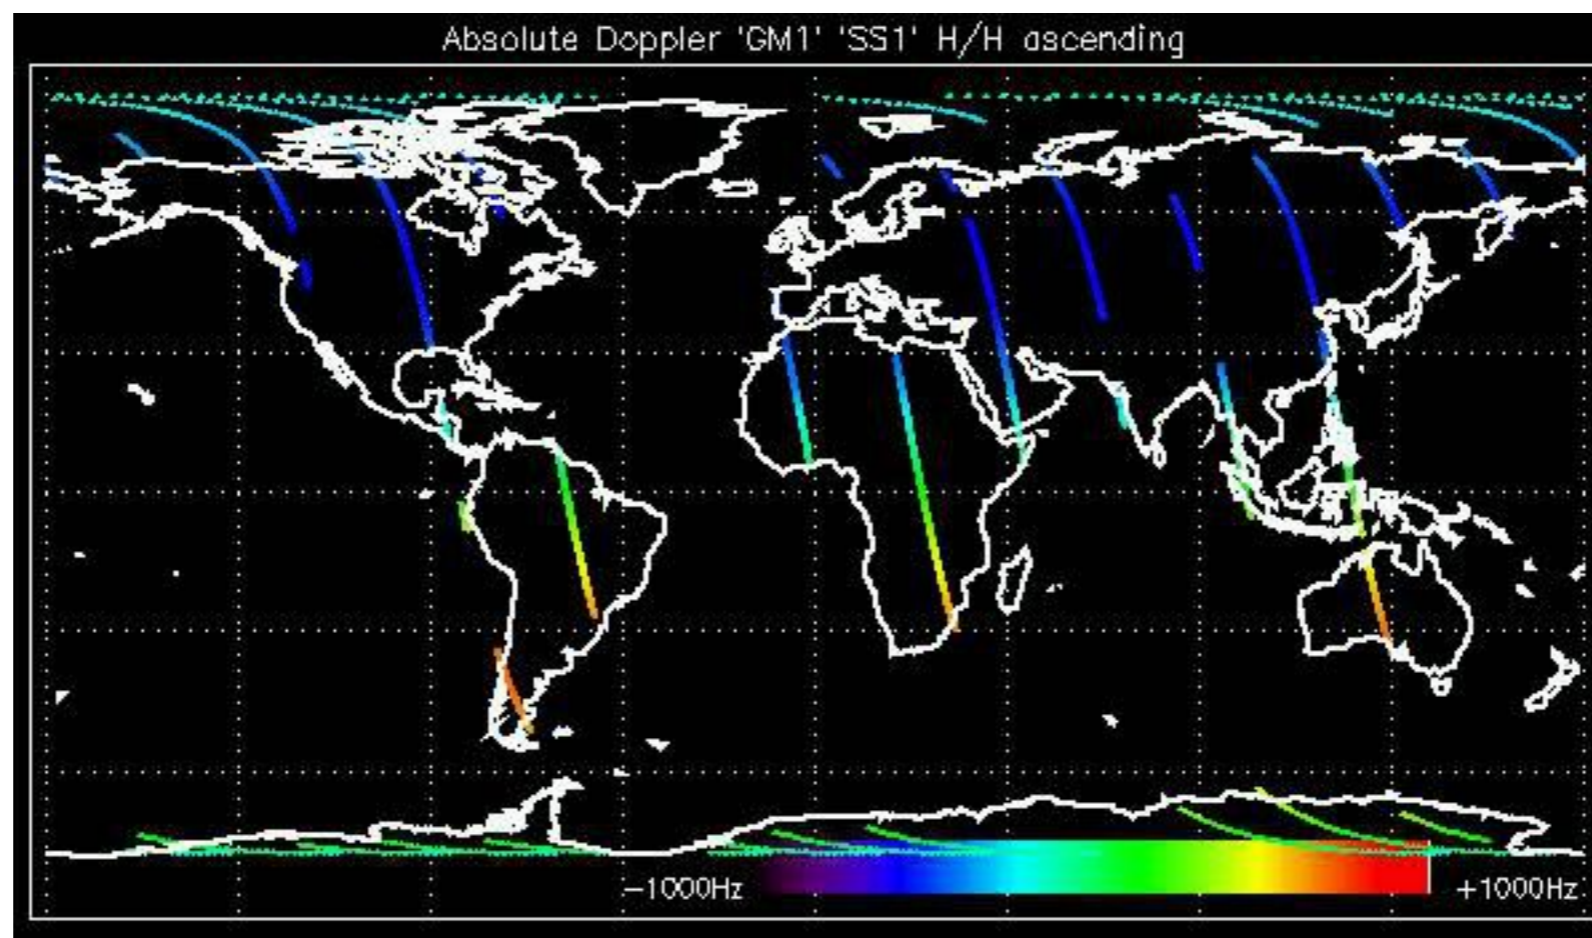 Absolute Doppler 'GM1' 'SS1' H/H ascending
-1000Hz
+1000Hz